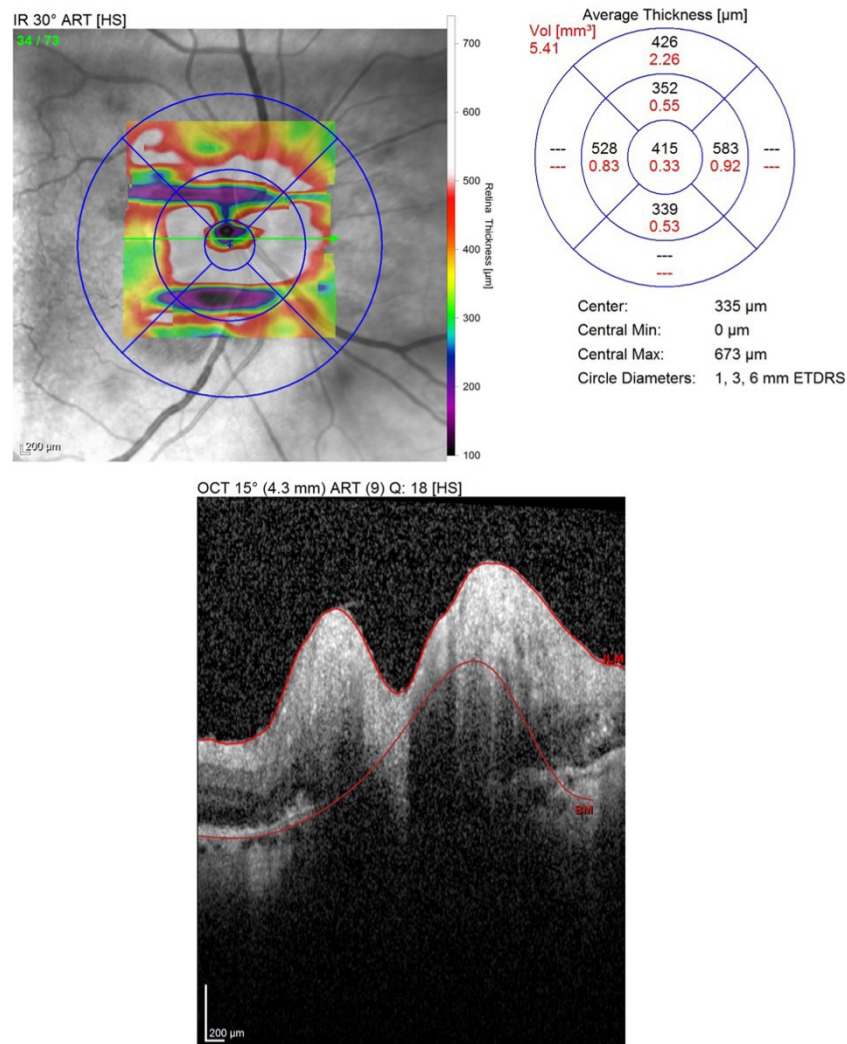 IR 30° ART [HS]
34 / 73
200 µm
700
600
500
400
300
200
100
Retina Thickness [µm]
Average Thickness [µm]
Vol [mm³]
5.41
426
2.26
352
0.55
--- 528 415 583 ---
--- 0.83 0.33 0.92 ---
339
0.53
---
---
Center: 335 µm
Central Min: 0 µm
Central Max: 673 µm
Circle Diameters: 1, 3, 6 mm ETDRS
OCT 15° (4.3 mm) ART (9) Q: 18 [HS]
ILM
BM
200 µm